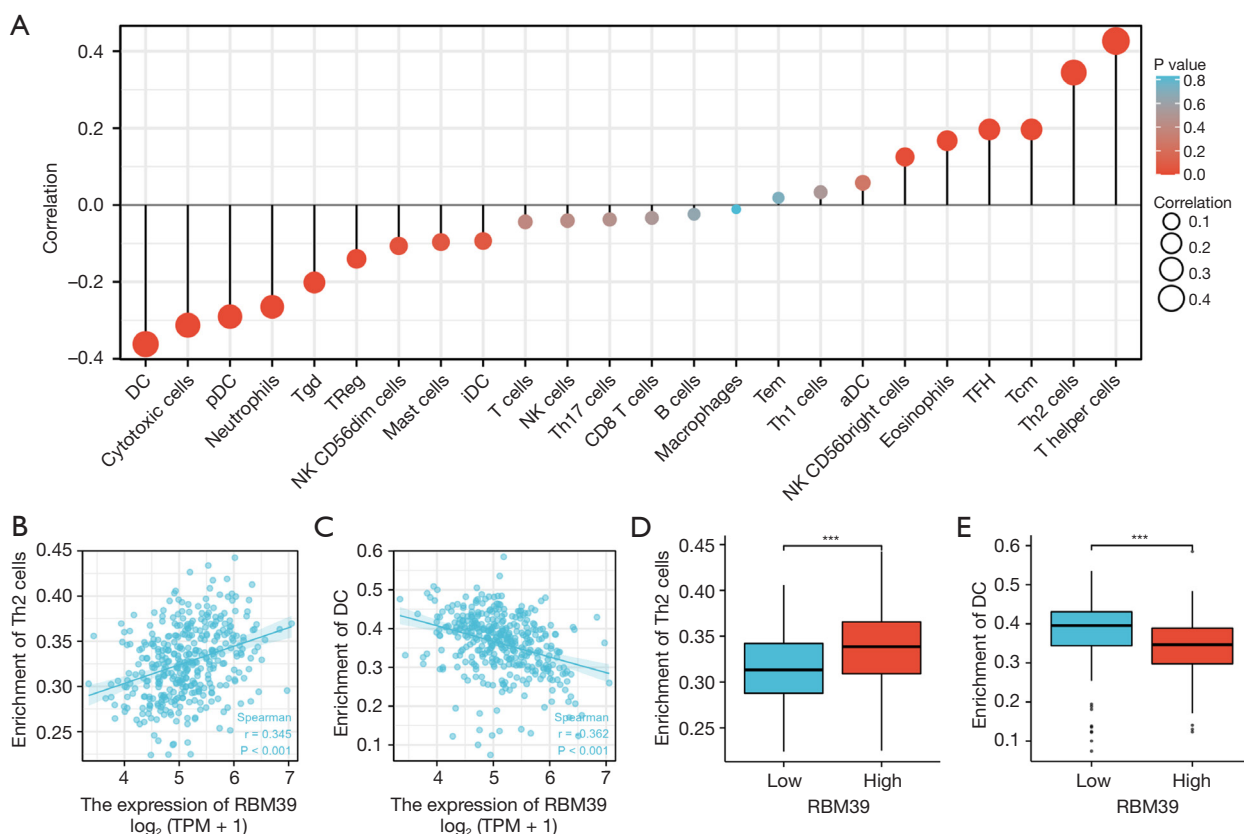 A
Correlation
0.4
0.2
0.0
−0.2
−0.4
DC
Cytotoxic cells
pDC
Neutrophils
Tgd
TReg
NK CD56dim cells
Mast cells
iDC
T cells
NK cells
Th17 cells
CD8 T cells
B cells
Macrophages
Tem
Th1 cells
aDC
NK CD56bright cells
Eosinophils
TFH
Tcm
Th2 cells
T helper cells
P value
0.8
0.6
0.4
0.2
0.0
Correlation
0.1
0.2
0.3
0.4
B
Enrichment of Th2 cells
0.45
0.40
0.35
0.30
0.25
Spearman
r = 0.345
P < 0.001
4 5 6 7
The expression of RBM39
log₂ (TPM + 1)
C
Enrichment of DC
0.6
0.5
0.4
0.3
0.2
0.1
Spearman
r = -0.362
P < 0.001
4 5 6 7
The expression of RBM39
log₂ (TPM + 1)
D
Enrichment of Th2 cells
0.45
0.40
0.35
0.30
0.25
***
Low High
RBM39
E
Enrichment of DC
0.6
0.5
0.4
0.3
0.2
0.1
***
Low High
RBM39